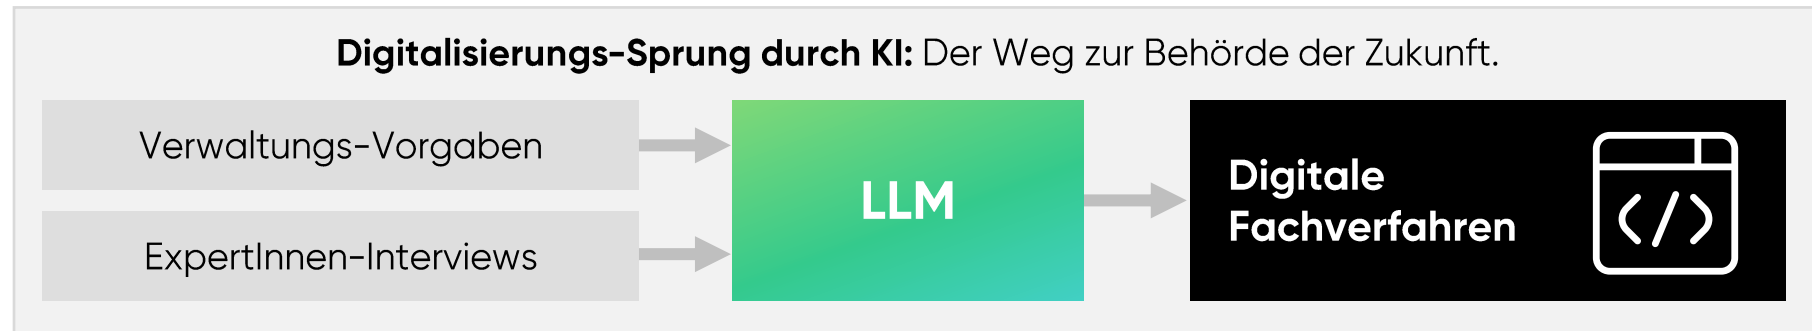 Digitalisierungs-Sprung durch KI: Der Weg zur Behörde der Zukunft.
Verwaltungs-Vorgaben
ExpertInnen-Interviews
LLM
Digitale
Fachverfahren